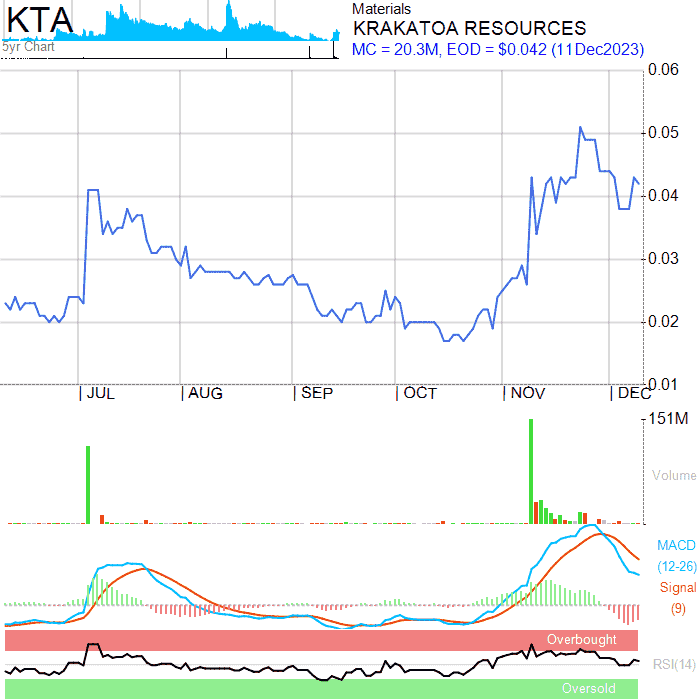 KTA
5yr Chart
Materials
KRAKATOA RESOURCES
MC = 20.3M, EOD = $0.042 (11Dec2023)
0.06
0.05
0.04
0.03
0.02
0.01
JUL AUG SEP OCT NOV DEC
151M
Volume
MACD
(12-26)
Signal
(9)
Overbought
RSI(14)
Oversold